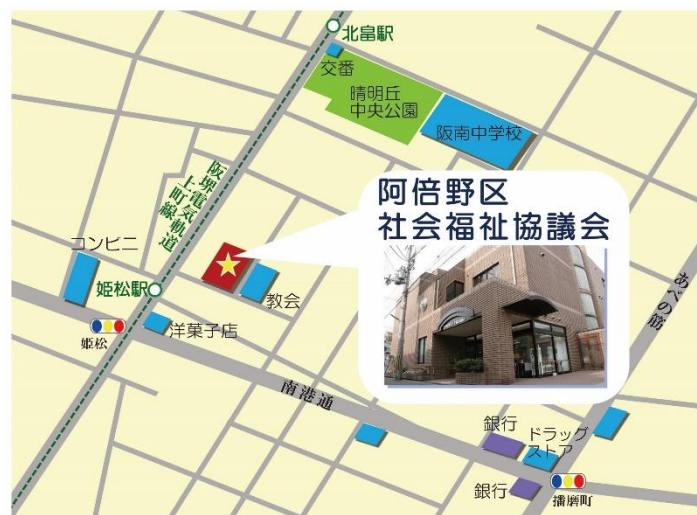 北畠駅
交番
晴明丘
中央公園
阪南中学校
阪堺電気軌道
上町線
阿倍野区
社会福祉協議会
コンビニ
姫松駅
教会
洋菓子店
姫松
あべの筋
南港通
銀行
ドラッグ
ストア
銀行
播磨町